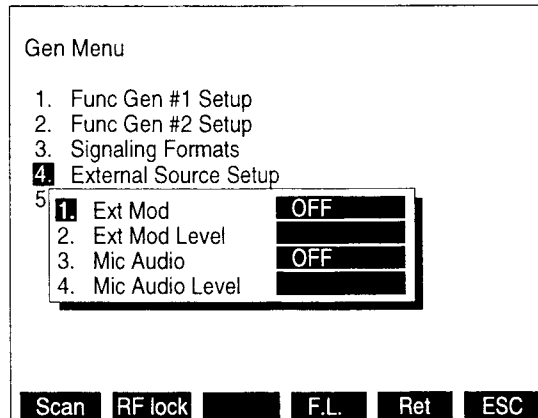 Gen Menu
1. Func Gen #1 Setup
2. Func Gen #2 Setup
3. Signaling Formats
4. External Source Setup
5
1. Ext Mod OFF
2. Ext Mod Level
3. Mic Audio OFF
4. Mic Audio Level
Scan RF lock F.L. Ret ESC